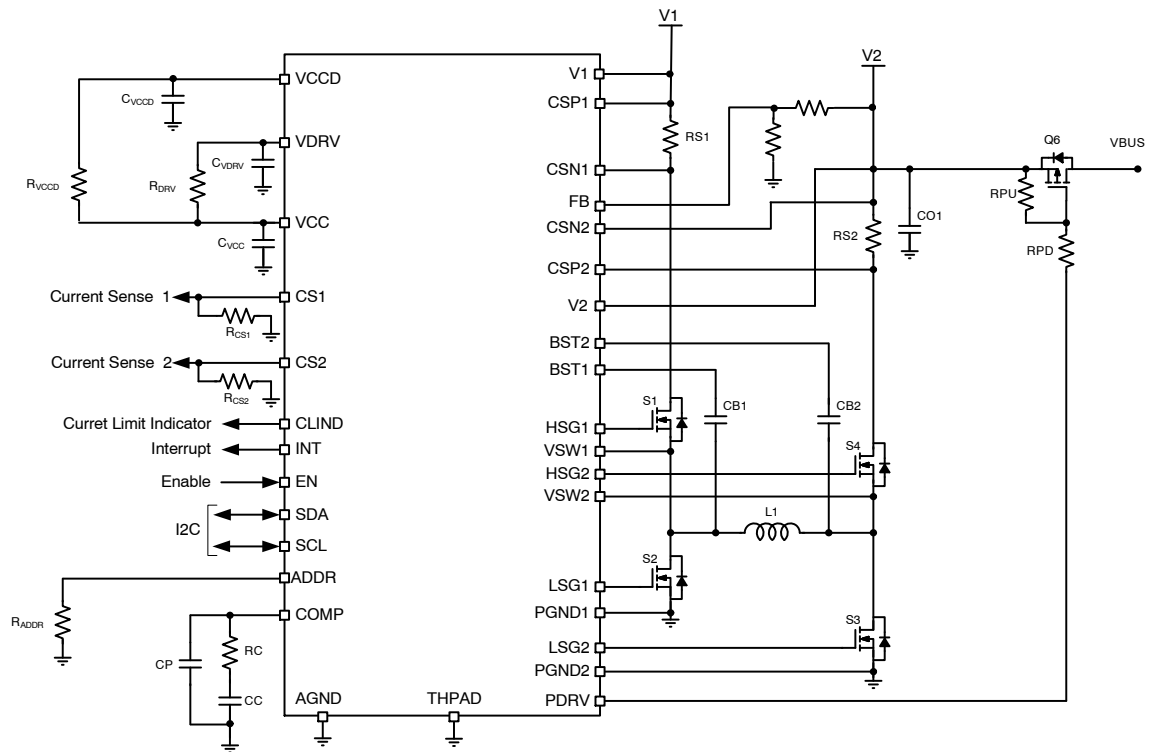 V1
V2
VCCD
VDRV
VCC
CS1
CS2
CLIND
INT
EN
SDA
SCL
ADDR
COMP
AGND
THPAD
V1
CSP1
CSN1
FB
CSN2
CSP2
V2
BST2
BST1
HSG1
VSW1
HSG2
VSW2
LSG1
PGND1
LSG2
PGND2
PDRV
CVCCD
CVDRV
RVCCD
RDRV
CVCC
Current Sense 1
RCS1
Current Sense 2
RCS2
Curret Limit Indicator
Interrupt
Enable
I2C
RADDR
CP
RC
CC
RS1
RS2
CO1
Q6
VBUS
RPU
RPD
S1
CB1
CB2
S4
L1
S2
S3